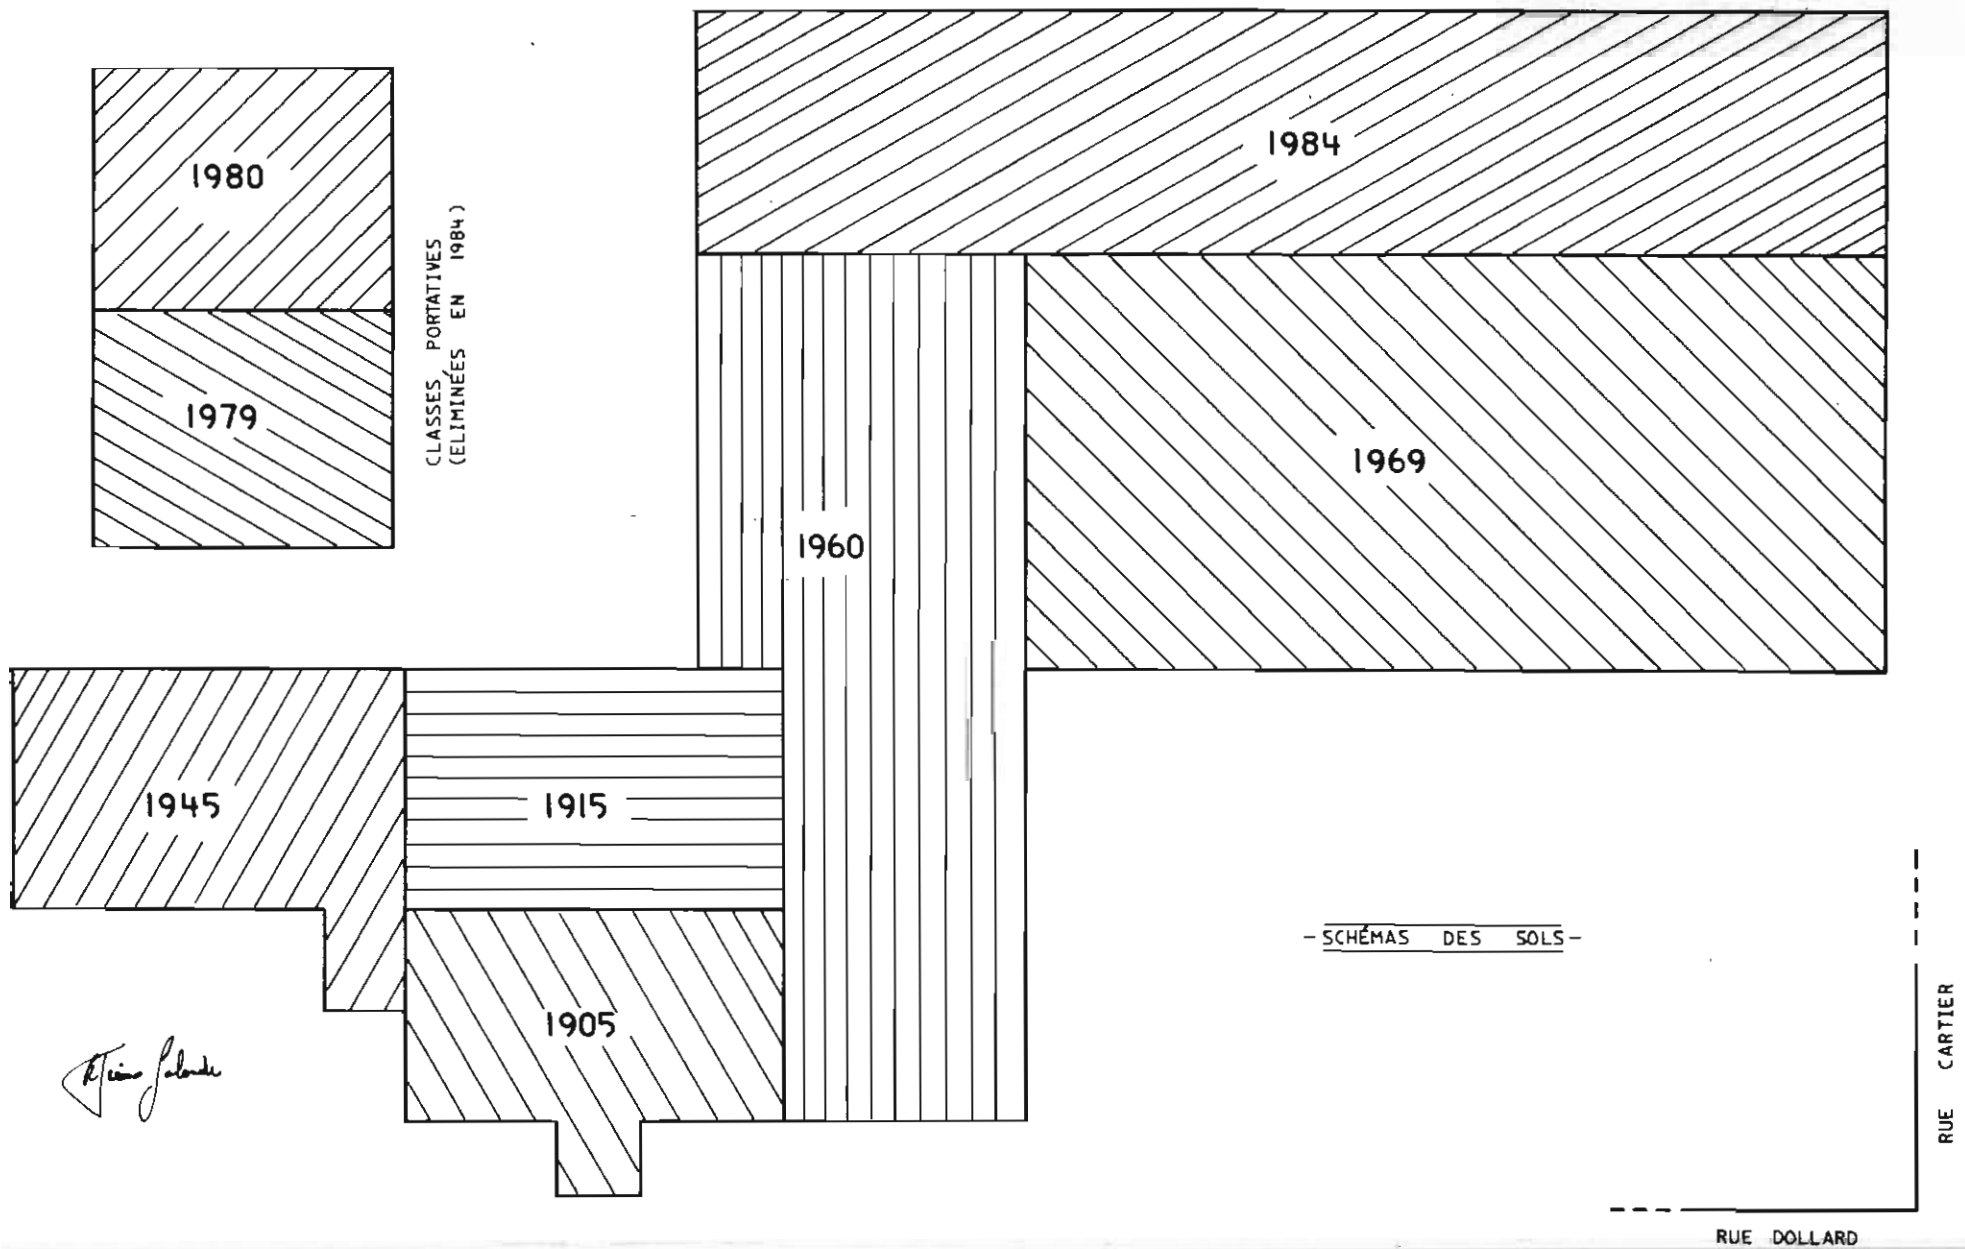 1984
1980
CLASSES PORTATIVES
(ÉLIMINÉES EN 1984)
1979
1969
1960
1945
1915
- SCHÉMAS DES SOLS -
1905
RUE CARTIER
RUE DOLLARD